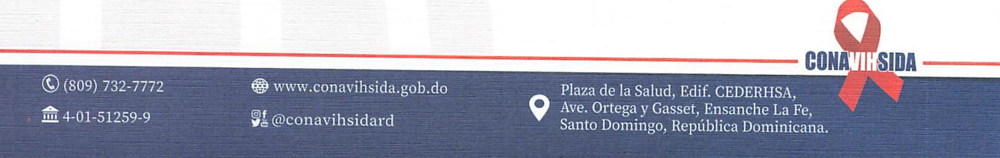 CONAVIHSIDA
(809) 732-7772
4-01-51259-9
www.conavihsida.gob.do
@conavihsidard
Plaza de la Salud, Edif. CEDERHSA,
Ave. Ortega y Gasset, Ensanche La Fe,
Santo Domingo, República Dominicana.